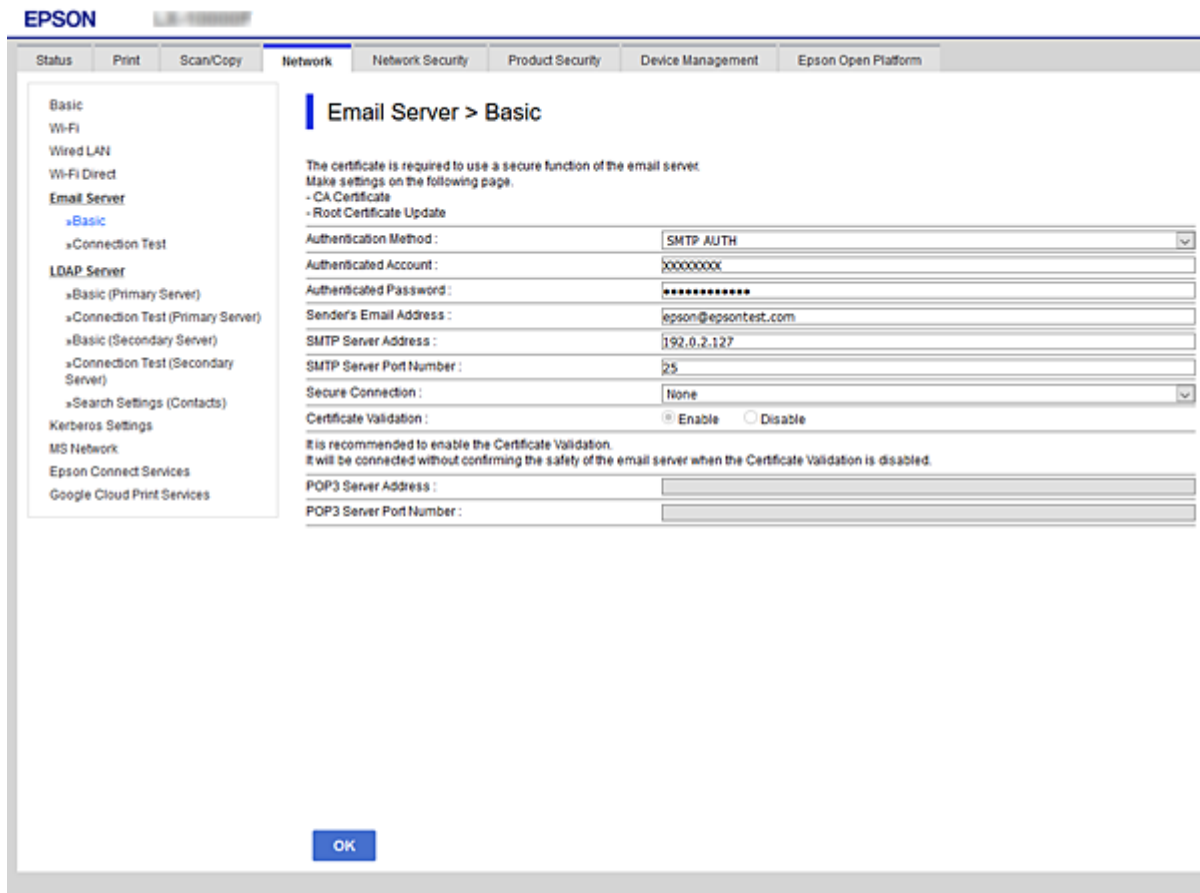 EPSON
Status Print Scan/Copy Network Network Security Product Security Device Management Epson Open Platform
Basic
Wi-Fi
Wired LAN
Wi-Fi Direct
Email Server
»Basic
»Connection Test
LDAP Server
»Basic (Primary Server)
»Connection Test (Primary Server)
»Basic (Secondary Server)
»Connection Test (Secondary
Server)
»Search Settings (Contacts)
Kerberos Settings
MS Network
Epson Connect Services
Google Cloud Print Services
Email Server > Basic
The certificate is required to use a secure function of the email server.
Make settings on the following page.
- CA Certificate
- Root Certificate Update
Authentication Method : SMTP AUTH
Authenticated Account : XXXXXXXX
Authenticated Password : ••••••••••••
Sender's Email Address : epson@epsontest.com
SMTP Server Address : 192.0.2.127
SMTP Server Port Number : 25
Secure Connection : None
Certificate Validation : Enable Disable
It is recommended to enable the Certificate Validation.
It will be connected without confirming the safety of the email server when the Certificate Validation is disabled.
POP3 Server Address :
POP3 Server Port Number :
OK